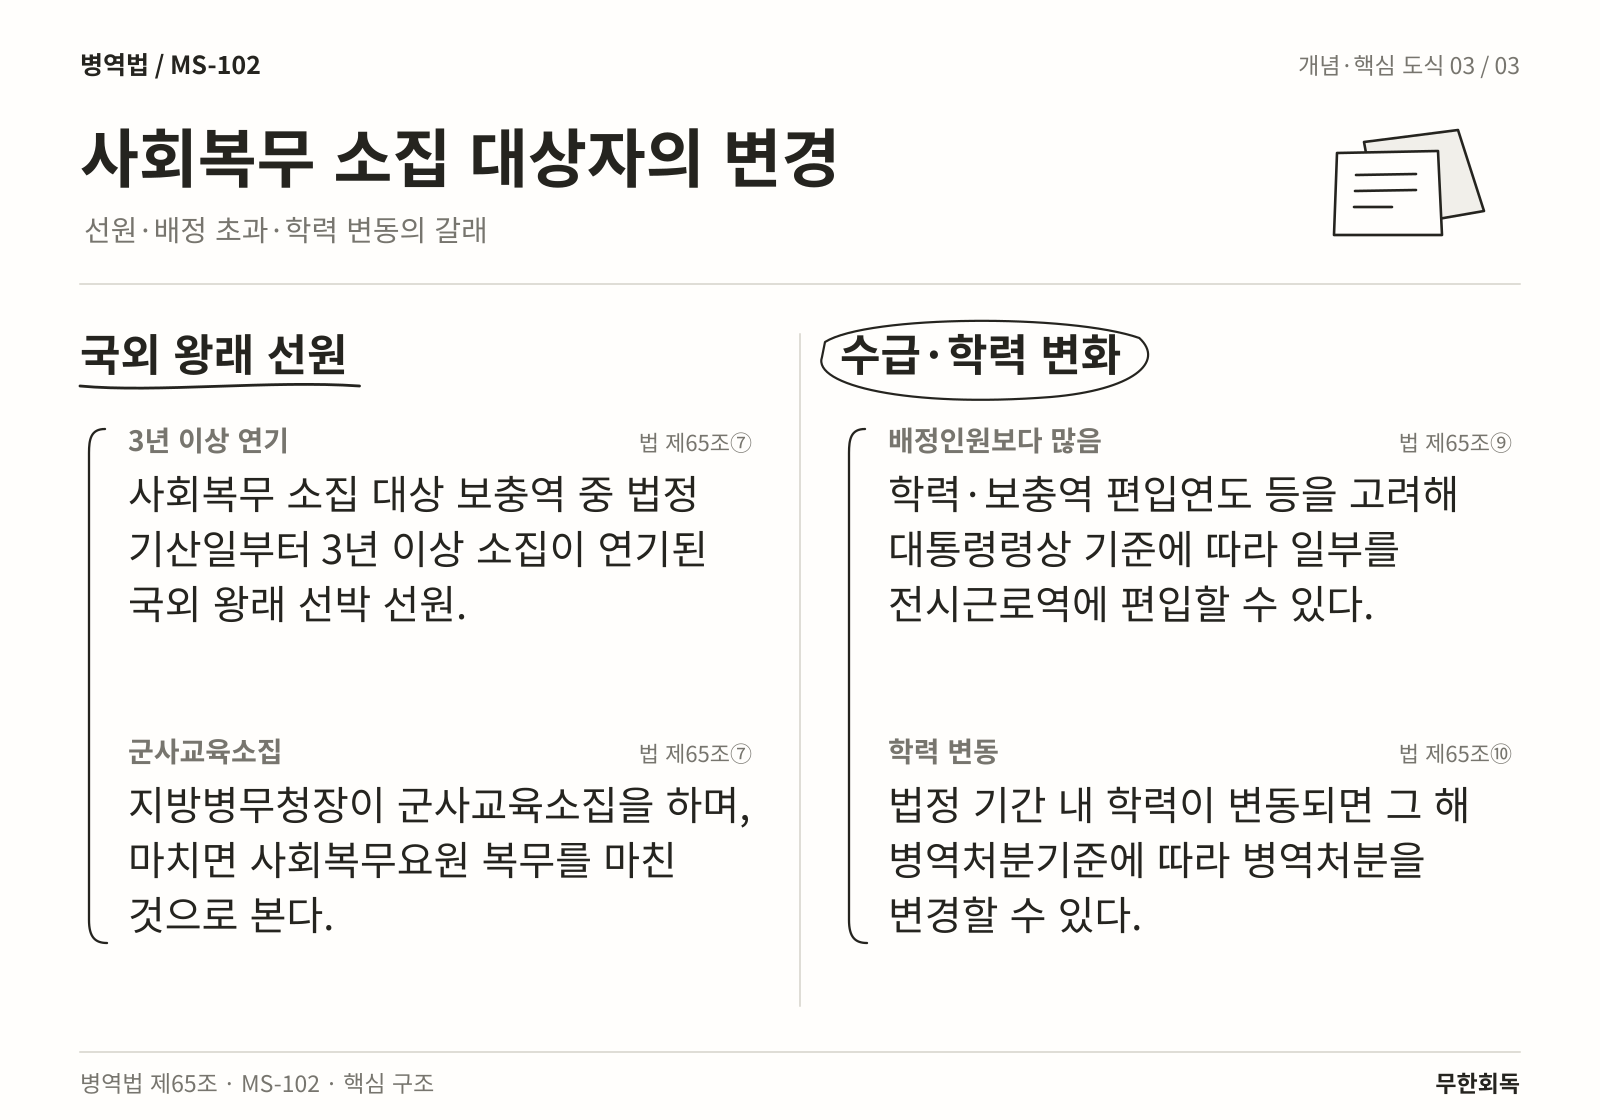 병역법 / MS-102
개념·핵심 도식 03 / 03
사회복무 소집 대상자의 변경
선원·배정 초과·학력 변동의 갈래
국외 왕래 선원
3년 이상 연기
법 제65조⑦
사회복무 소집 대상 보충역 중 법정
기산일부터 3년 이상 소집이 연기된
국외 왕래 선박 선원.
군사교육소집
법 제65조⑦
지방병무청장이 군사교육소집을 하며,
마치면 사회복무요원 복무를 마친
것으로 본다.
수급·학력 변화
배정인원보다 많음
법 제65조⑨
학력·보충역 편입연도 등을 고려해
대통령령상 기준에 따라 일부를
전시근로역에 편입할 수 있다.
학력 변동
법 제65조⑩
법정 기간 내 학력이 변동되면 그 해
병역처분기준에 따라 병역처분을
변경할 수 있다.
병역법 제65조 · MS-102 · 핵심 구조
무한회독